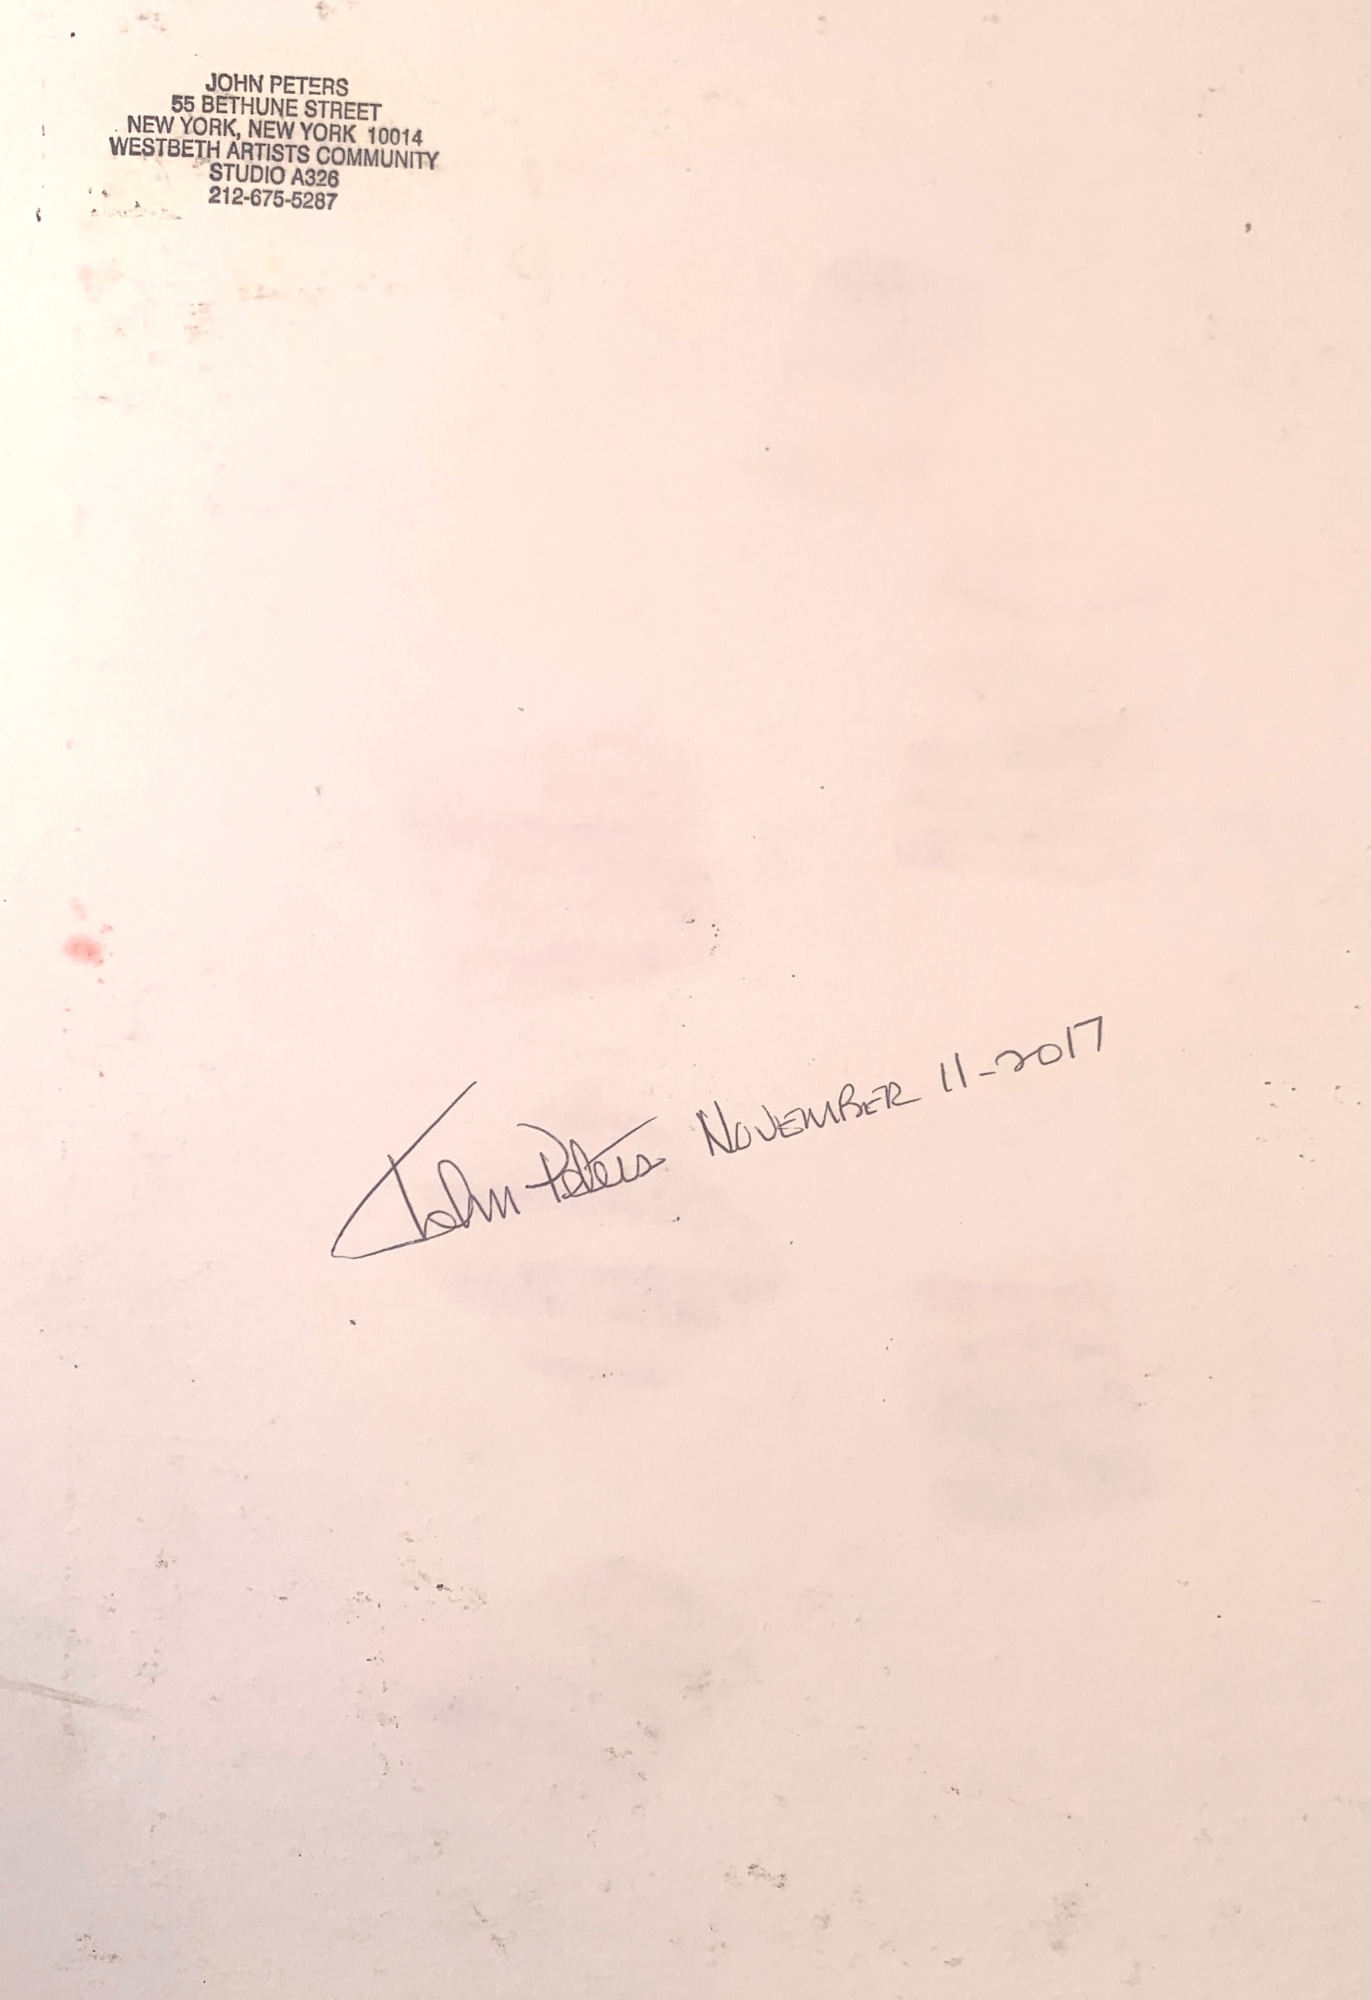 JOHN PETERS
55 BETHUNE STREET
NEW YORK, NEW YORK 10014
WESTBETH ARTISTS COMMUNITY
STUDIO A326
212-675-5287
John Peters NOVEMBER 11-2017